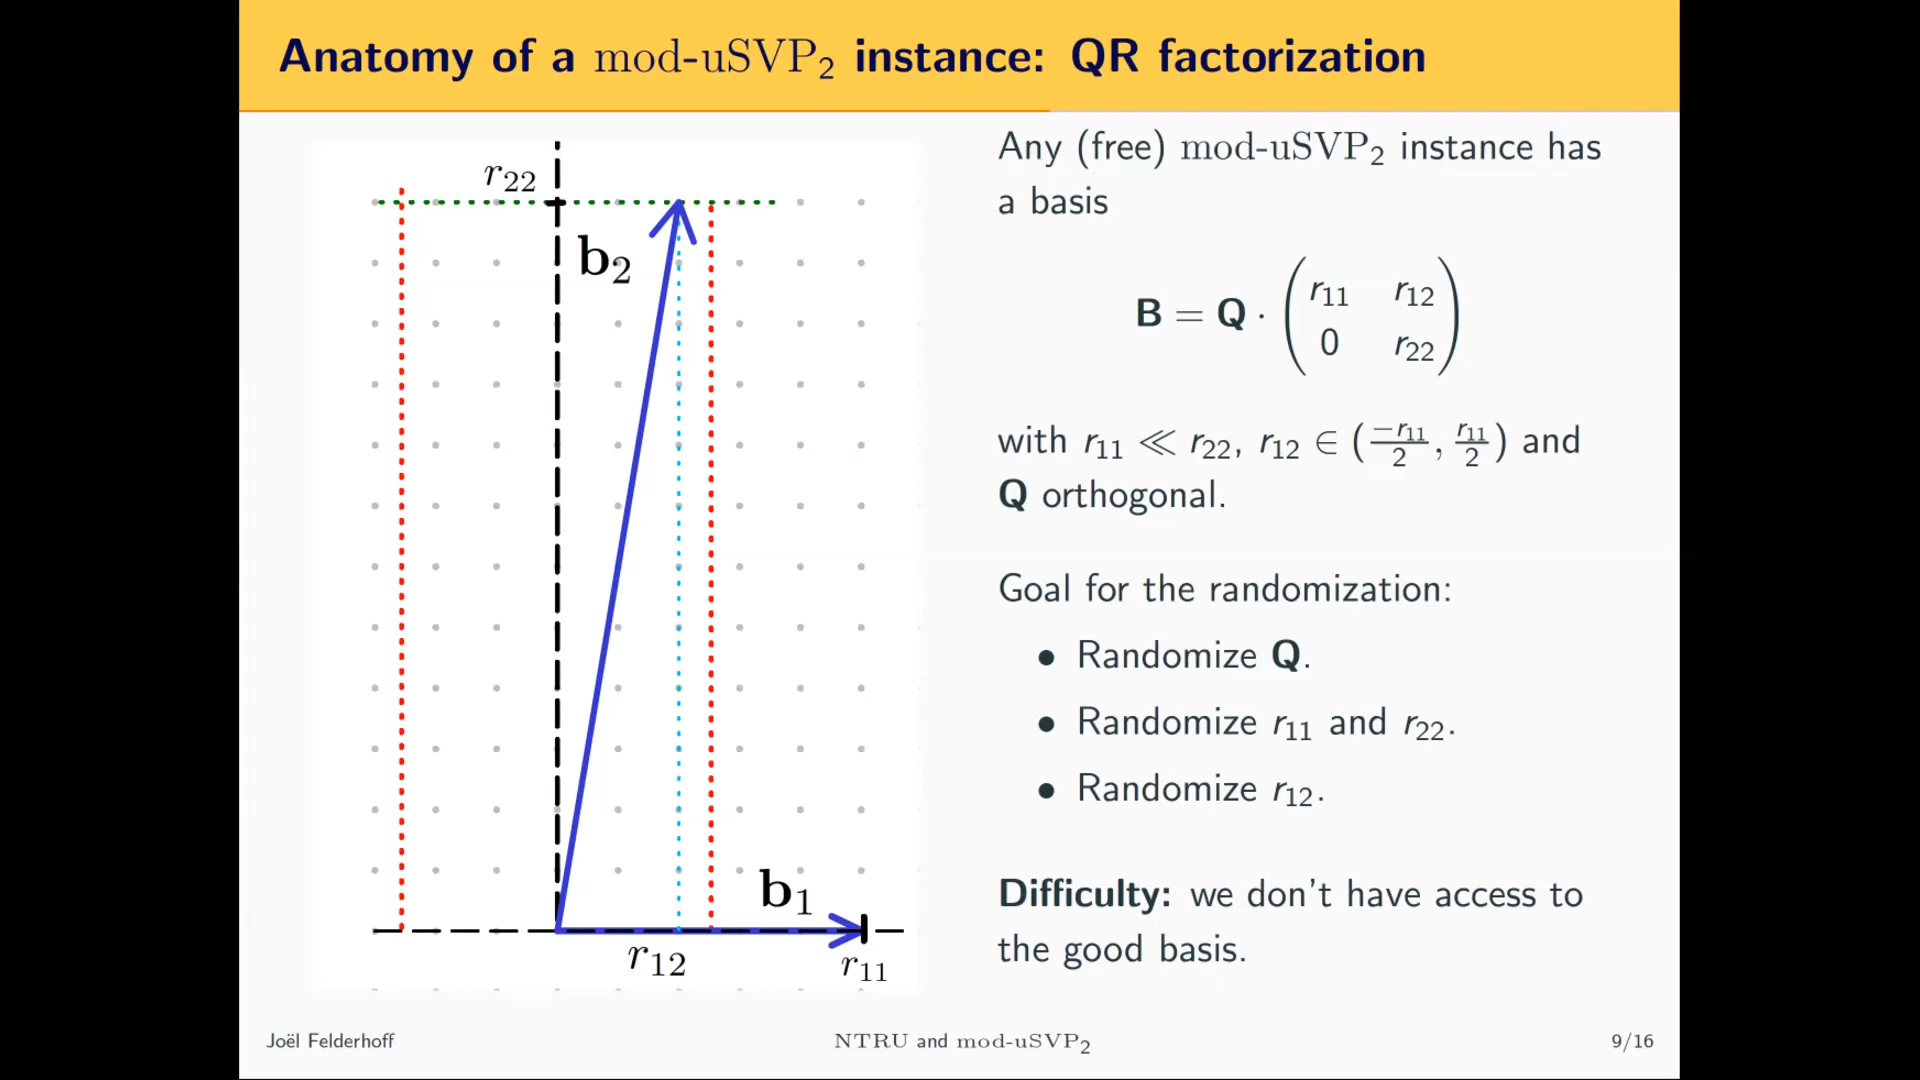 Anatomy of a mod-uSVP₂ instance: QR factorization
r₂₂
b₂
b₁
r₁₂
r₁₁
Any (free) mod-uSVP₂ instance has
a basis
B = Q · ( r₁₁ r₁₂
0 r₂₂ )
with r₁₁ ≪ r₂₂, r₁₂ ∈ (−r₁₁/2, r₁₁/2) and
Q orthogonal.
Goal for the randomization:
• Randomize Q.
• Randomize r₁₁ and r₂₂.
• Randomize r₁₂.
Difficulty: we don't have access to
the good basis.
Joël Felderhoff
NTRU and mod-uSVP₂
9/16